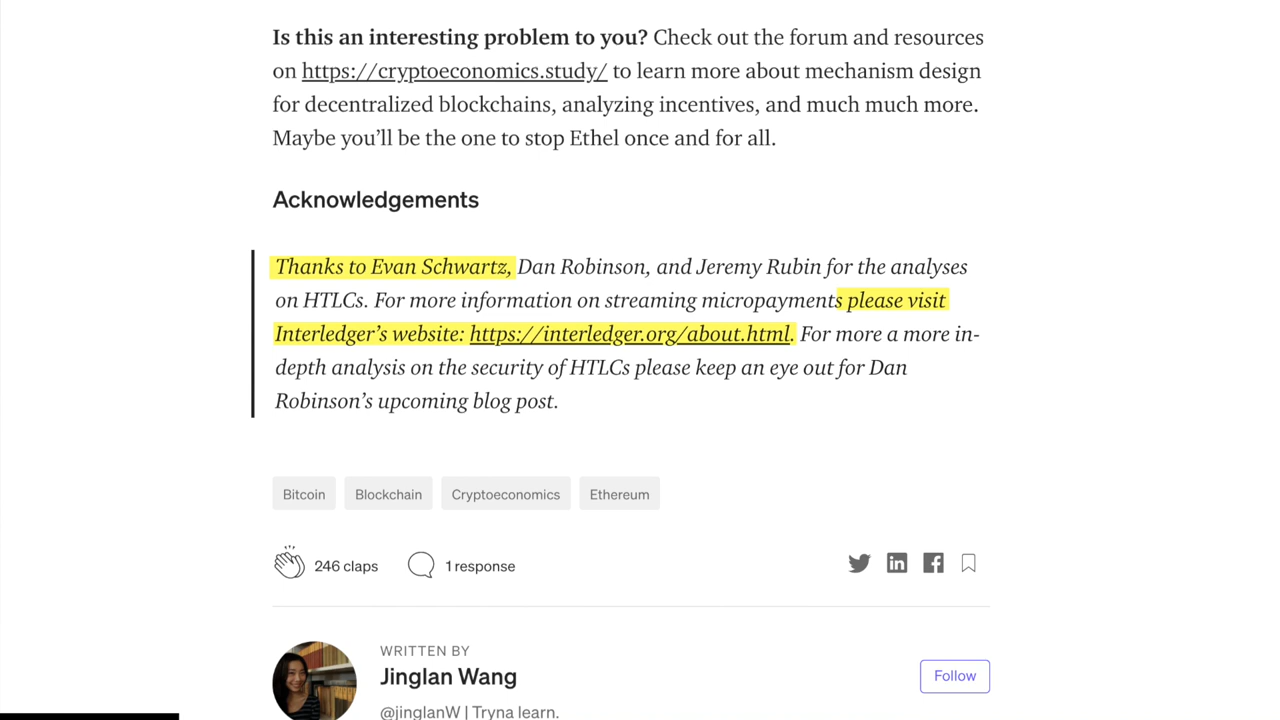 Is this an interesting problem to you? Check out the forum and resources
on https://cryptoeconomics.study/ to learn more about mechanism design
for decentralized blockchains, analyzing incentives, and much much more.
Maybe you’ll be the one to stop Ethel once and for all.
Acknowledgements
Thanks to Evan Schwartz, Dan Robinson, and Jeremy Rubin for the analyses
on HTLCs. For more information on streaming micropayments please visit
Interledger’s website: https://interledger.org/about.html. For more a more in-
depth analysis on the security of HTLCs please keep an eye out for Dan
Robinson’s upcoming blog post.
Bitcoin Blockchain Cryptoeconomics Ethereum
246 claps 1 response
WRITTEN BY
Jinglan Wang
Follow
@jinglanW | Tryna learn.